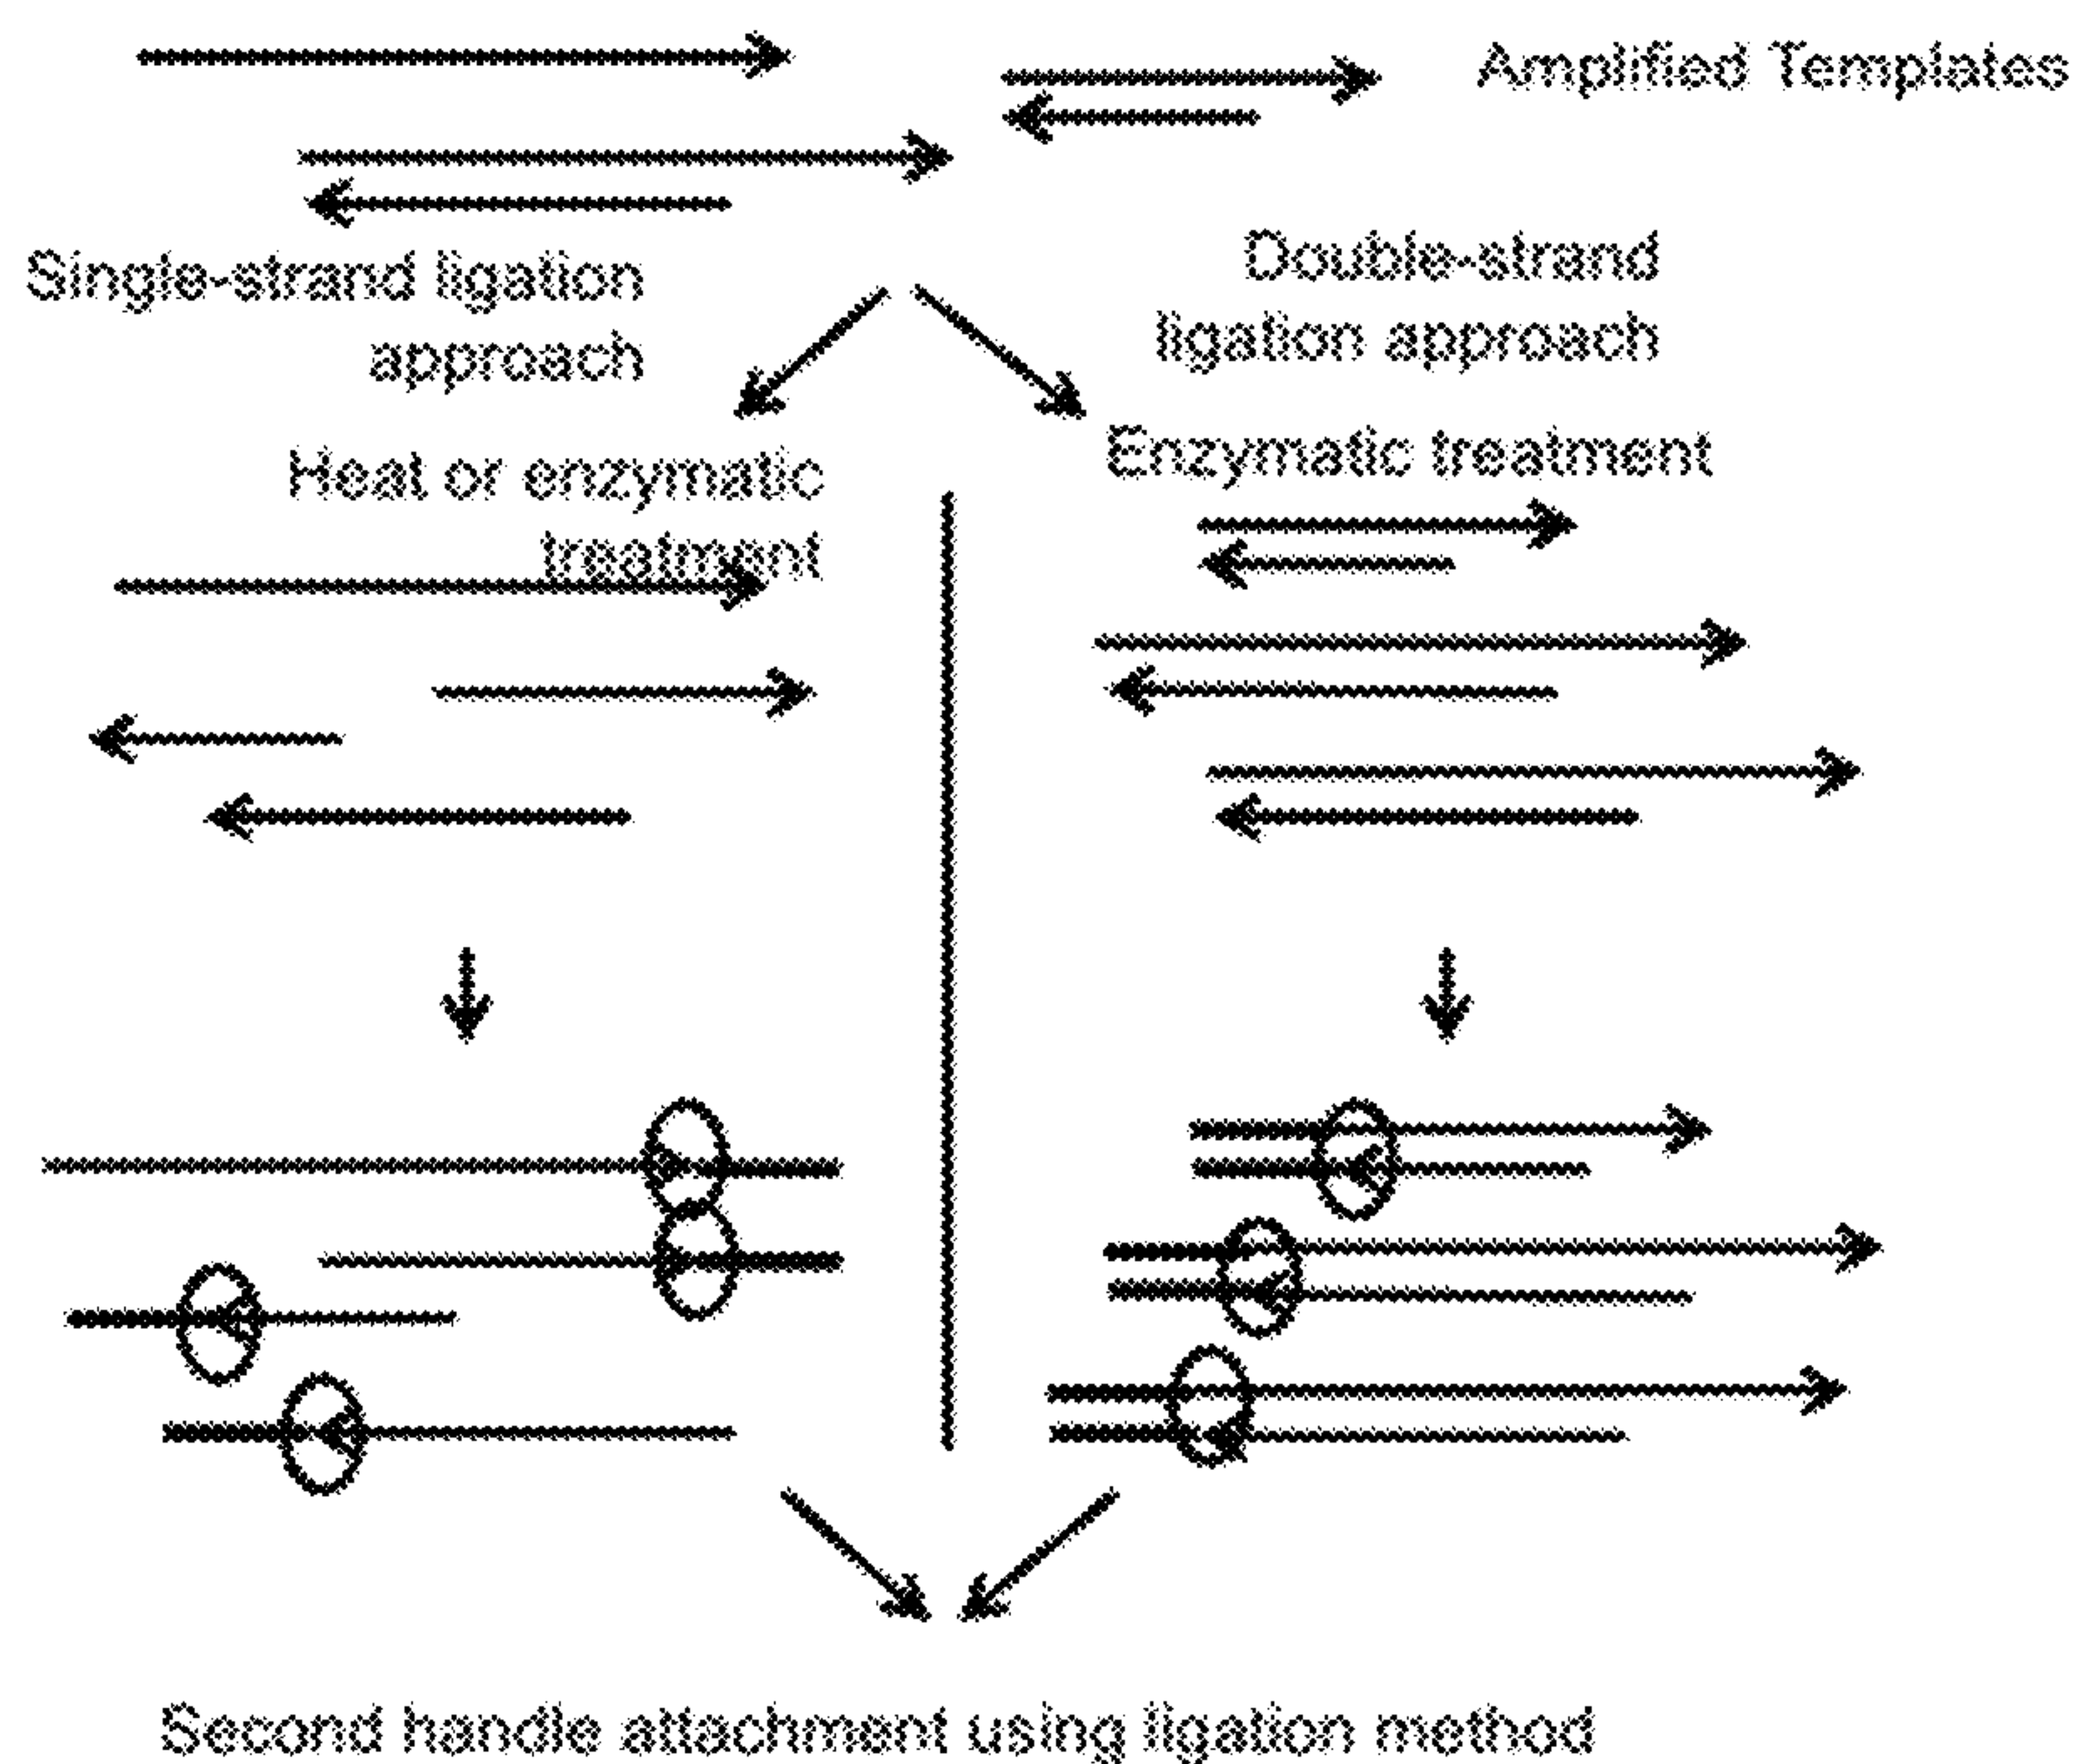 Amplified Templates
Single-strand ligation
approach
Double-strand
ligation approach
Heat or enzymatic
treatment
Enzymatic treatment
Second handle attachment using ligation method